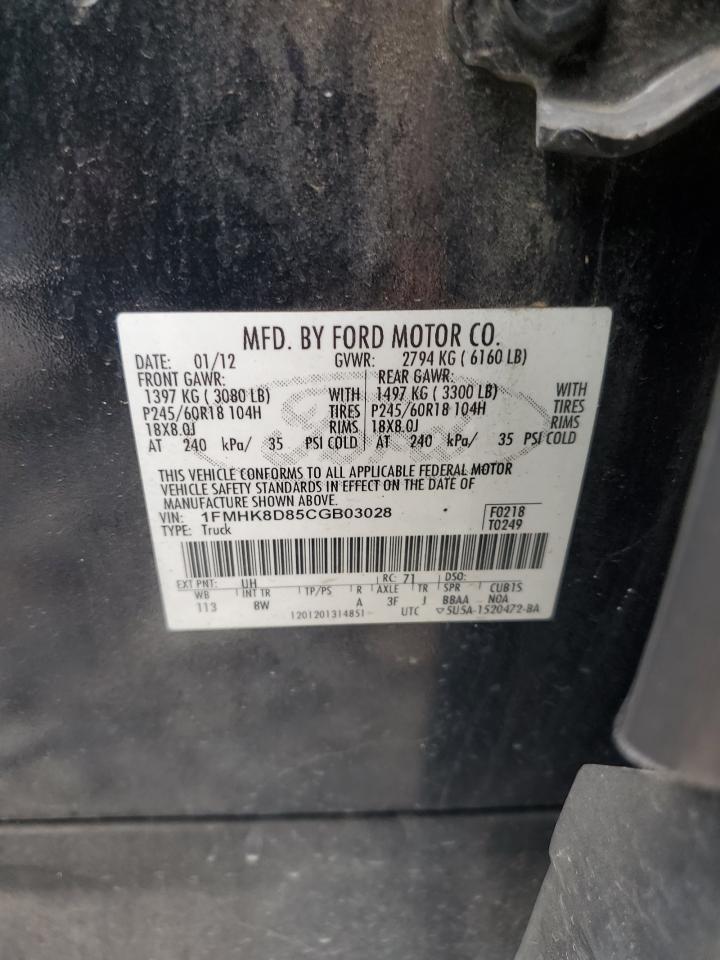 MFD. BY FORD MOTOR CO.
DATE: 01/12 GVWR: 2794 KG ( 6160 LB)
FRONT GAWR: REAR GAWR:
1397 KG ( 3080 LB) WITH 1497 KG ( 3300 LB) WITH
P245/60R18 104H TIRES P245/60R18 104H TIRES
18X8.0J RIMS 18X8.0J RIMS
AT 240 kPa/ 35 PSI COLD AT 240 kPa/ 35 PSI COLD
THIS VEHICLE CONFORMS TO ALL APPLICABLE FEDERAL MOTOR
VEHICLE SAFETY STANDARDS IN EFFECT ON THE DATE OF
MANUFACTURE SHOWN ABOVE.
VIN: 1FMHK8D85CGB03028 F0218
TYPE: Truck T0249
EXT PNT: UH RC: 71 DSO:
WB INT TR TP/PS R AXLE TR SPR CUB1S
113 8W A 3F J BBAA N0A
1201201314851 UTC ▽5U5A-1520472-BA
Ford